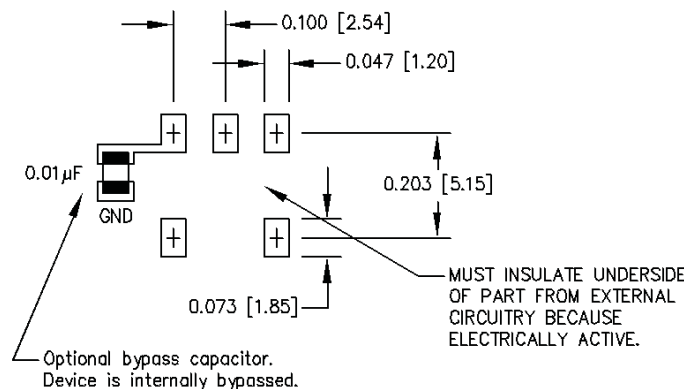 0.100 [2.54]
0.047 [1.20]
0.01µF
0.203 [5.15]
GND
0.073 [1.85]
MUST INSULATE UNDERSIDE
OF PART FROM EXTERNAL
CIRCUITRY BECAUSE
ELECTRICALLY ACTIVE.
Optional bypass capacitor.
Device is internally bypassed.